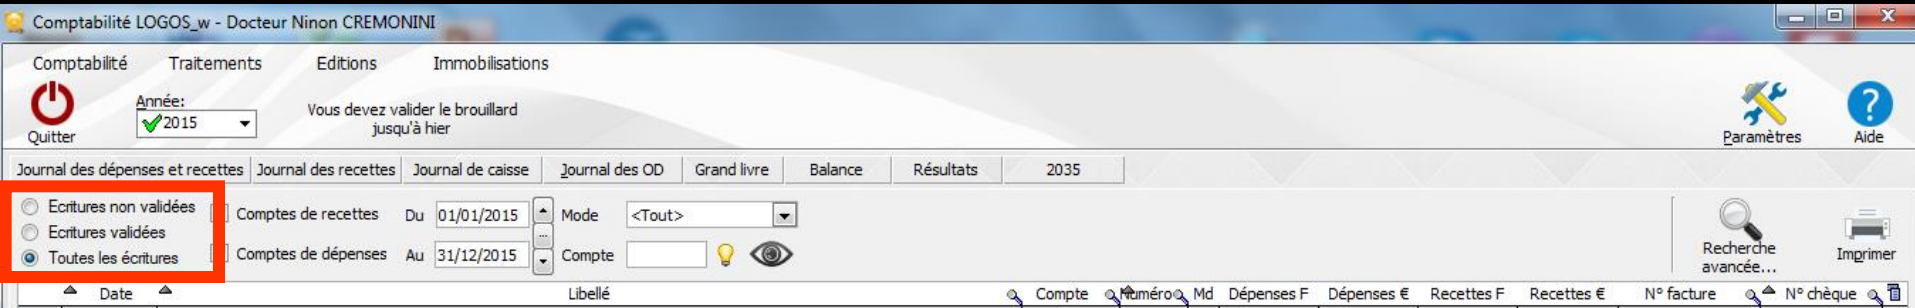 Comptabilité LOGOS_w - Docteur Ninon CREMONINI
Comptabilité Traitements Editions Immobilisations
Année:
2015
Vous devez valider le brouillard
jusqu'à hier
Quitter
Paramètres
?
Aide
Journal des dépenses et recettes Journal des recettes Journal de caisse Journal des OD Grand livre Balance Résultats 2035
Ecritures non validées
Ecritures validées
Toutes les écritures
Comptes de recettes Du 01/01/2015 Mode <Tout>
Comptes de dépenses Au 31/12/2015 ... Compte
Recherche
avancée...
Imprimer
Date Libellé Compte Numéro Md Dépenses F Dépenses € Recettes F Recettes € N° facture N° chèque